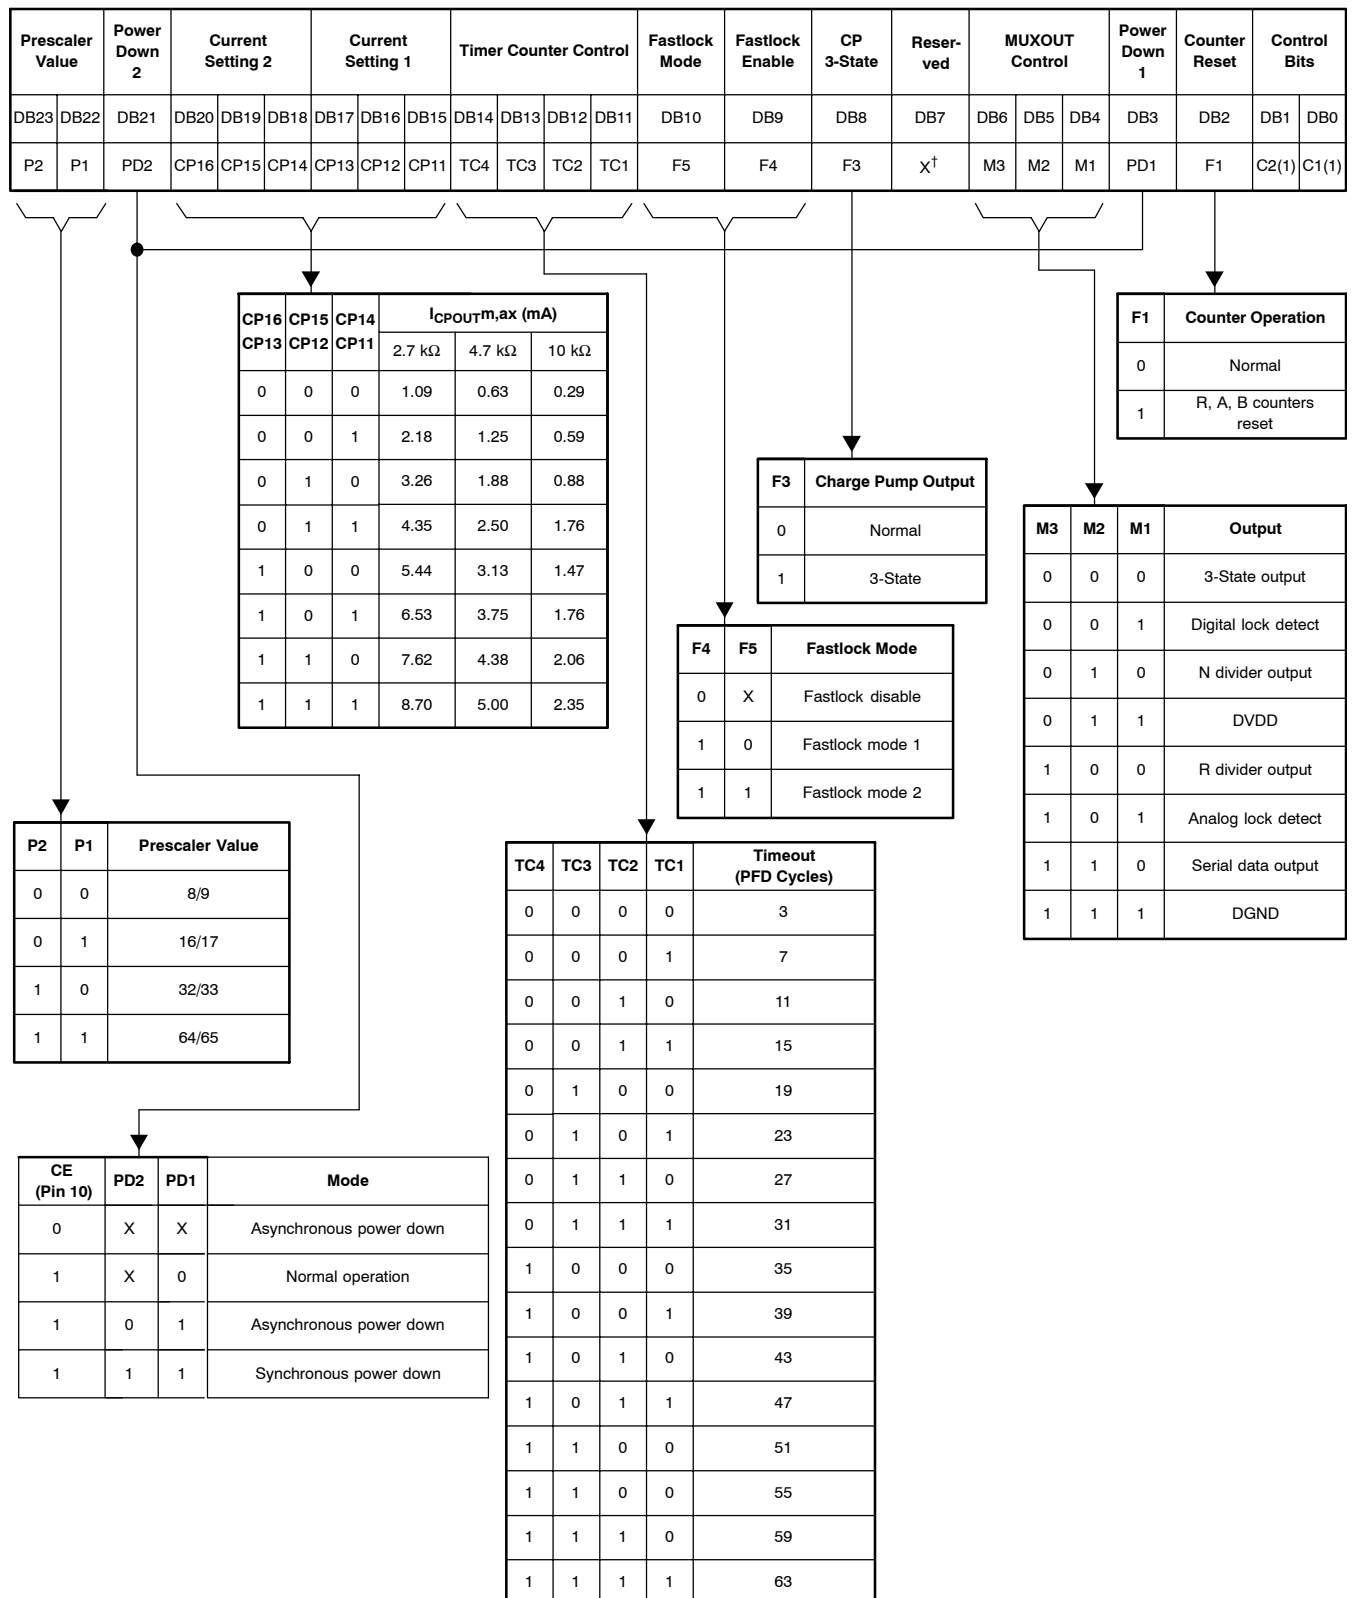 Prescaler Value | Power Down 2 | Current Setting 2 | Current Setting 1 | Timer Counter Control | Fastlock Mode | Fastlock Enable | CP 3-State | Reser-ved | MUXOUT Control | Power Down 1 | Counter Reset | Control Bits
DB23 DB22 DB21 DB20 DB19 DB18 DB17 DB16 DB15 DB14 DB13 DB12 DB11 DB10 DB9 DB8 DB7 DB6 DB5 DB4 DB3 DB2 DB1 DB0
P2 P1 PD2 CP16 CP15 CP14 CP13 CP12 CP11 TC4 TC3 TC2 TC1 F5 F4 F3 X† M3 M2 M1 PD1 F1 C2(1) C1(1)
CP16 CP15 CP14 ICPOUTm,ax (mA)
CP13 CP12 CP11 2.7 kΩ 4.7 kΩ 10 kΩ
0 0 0 1.09 0.63 0.29
0 0 1 2.18 1.25 0.59
0 1 0 3.26 1.88 0.88
0 1 1 4.35 2.50 1.76
1 0 0 5.44 3.13 1.47
1 0 1 6.53 3.75 1.76
1 1 0 7.62 4.38 2.06
1 1 1 8.70 5.00 2.35
F1 Counter Operation
0 Normal
1 R, A, B counters
reset
F3 Charge Pump Output
0 Normal
1 3-State
M3 M2 M1 Output
0 0 0 3-State output
0 0 1 Digital lock detect
0 1 0 N divider output
0 1 1 DVDD
1 0 0 R divider output
1 0 1 Analog lock detect
1 1 0 Serial data output
1 1 1 DGND
F4 F5 Fastlock Mode
0 X Fastlock disable
1 0 Fastlock mode 1
1 1 Fastlock mode 2
P2 P1 Prescaler Value
0 0 8/9
0 1 16/17
1 0 32/33
1 1 64/65
TC4 TC3 TC2 TC1 Timeout
(PFD Cycles)
0 0 0 0 3
0 0 0 1 7
0 0 1 0 11
0 0 1 1 15
0 1 0 0 19
0 1 0 1 23
0 1 1 0 27
0 1 1 1 31
1 0 0 0 35
1 0 0 1 39
1 0 1 0 43
1 0 1 1 47
1 1 0 0 51
1 1 0 0 55
1 1 1 0 59
1 1 1 1 63
CE
(Pin 10) PD2 PD1 Mode
0 X X Asynchronous power down
1 X 0 Normal operation
1 0 1 Asynchronous power down
1 1 1 Synchronous power down